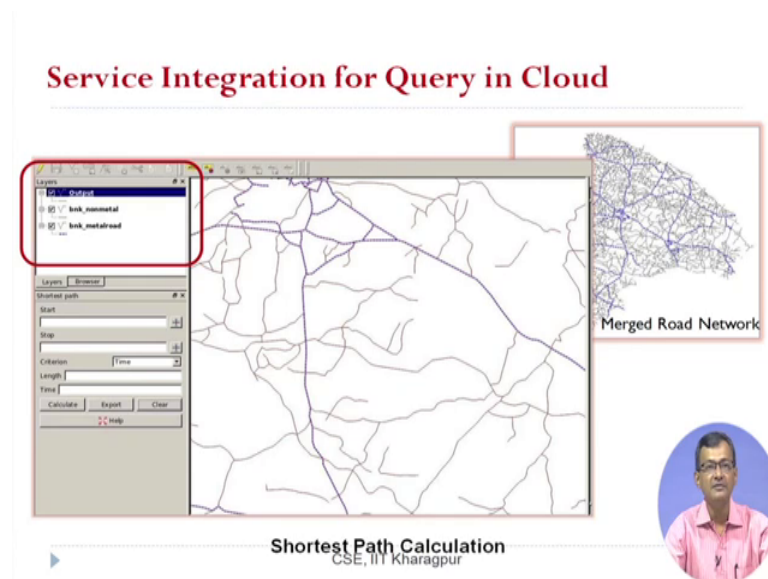 Service Integration for Query in Cloud
Layers
Output
bnk_nonmetal
bnk_metalroad
Layers
Browser
Shortest path
Start
Stop
Criterion
Time
Length
Time
Calculate
Export
Clear
Help
Merged Road Network
Shortest Path Calculation
CSE, IIT Kharagpur